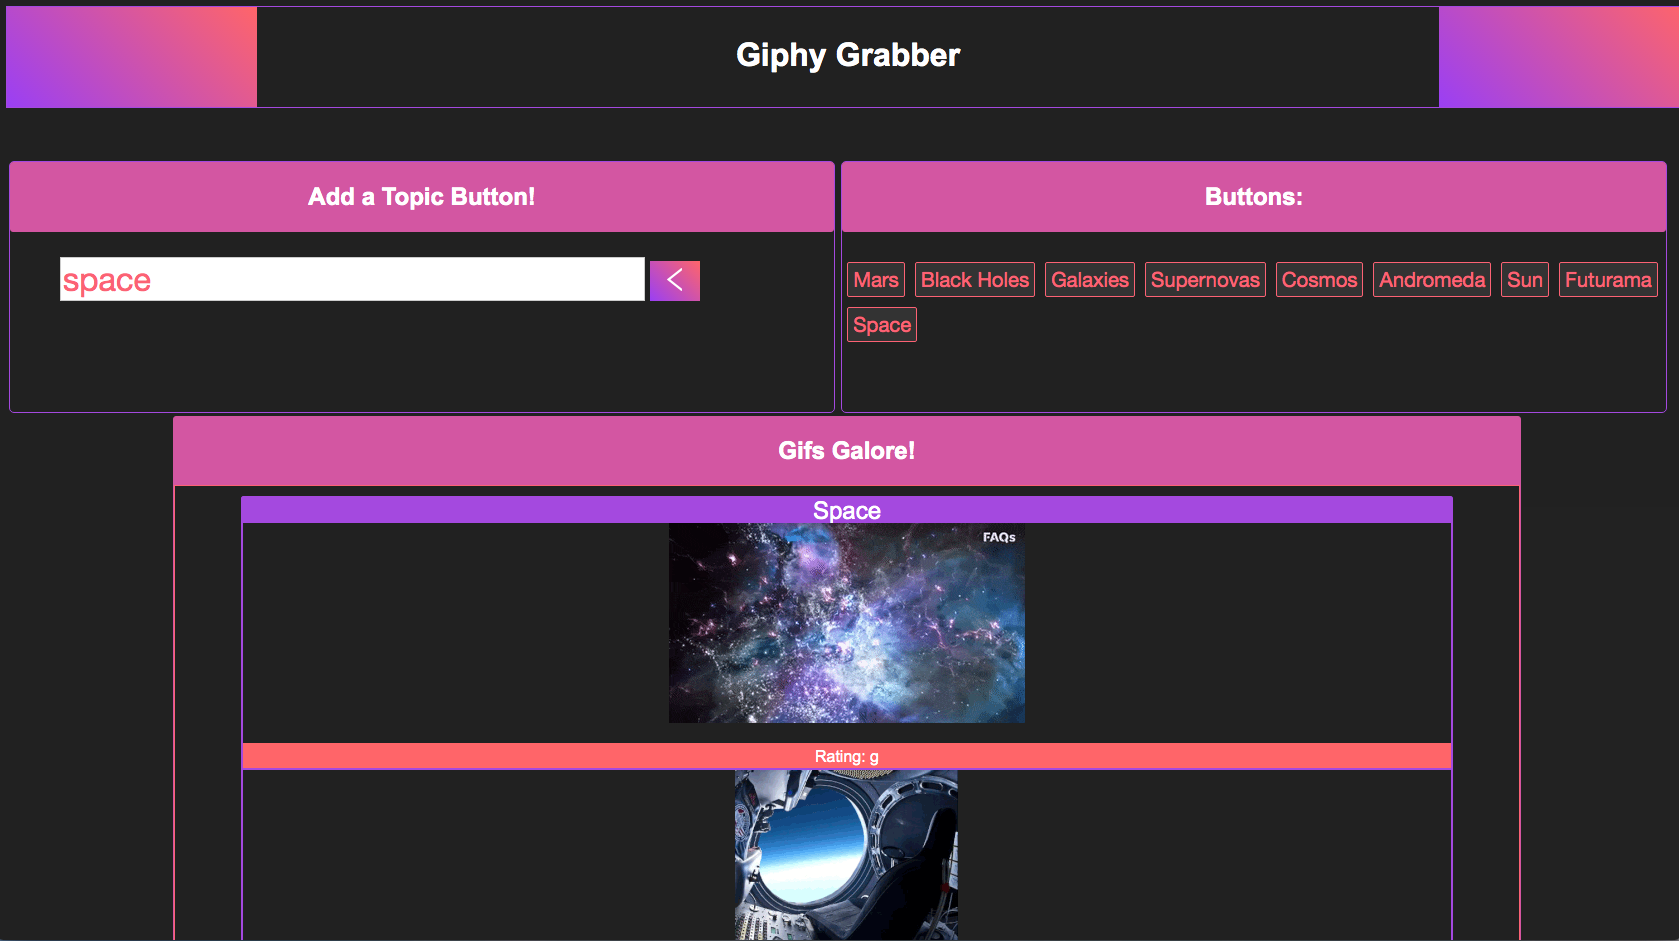 Giphy Grabber
Add a Topic Button!
space
<
Buttons:
Mars Black Holes Galaxies Supernovas Cosmos Andromeda Sun Futurama
Space
Gifs Galore!
Space
FAQs
Rating: g